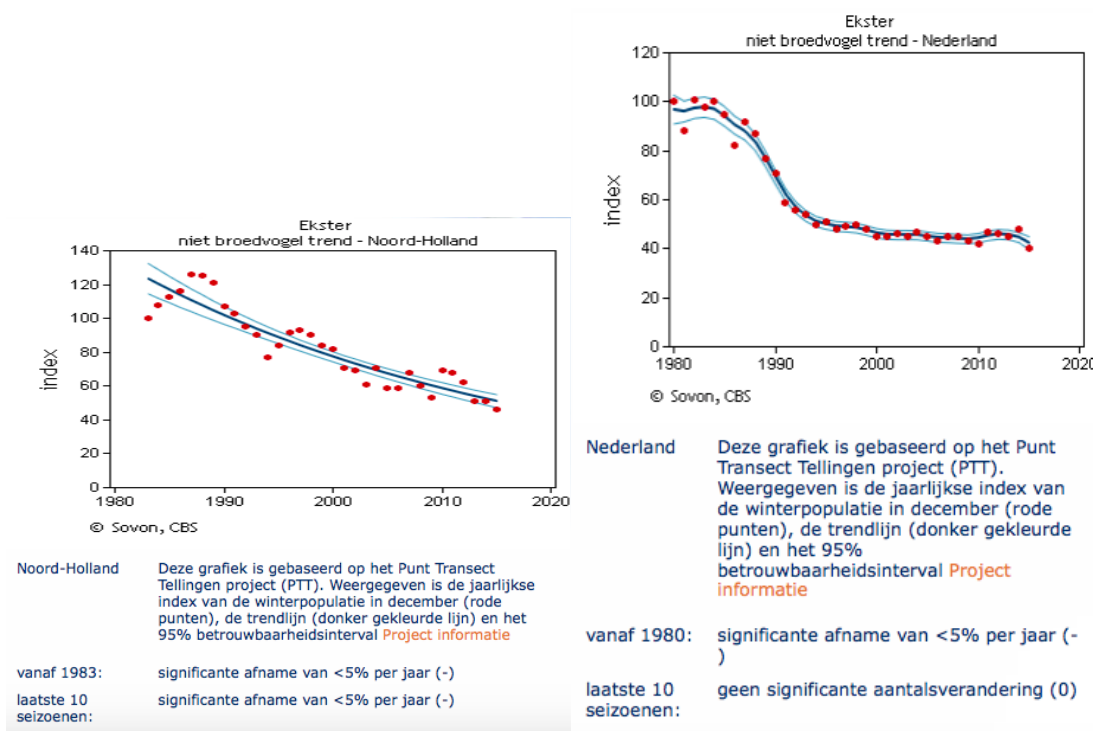 Ekster
niet broedvogel trend - Noord-Holland
140
120
100
80
60
40
20
0
index
1980
1990
2000
2010
2020
© Sovon, CBS
Noord-Holland
Deze grafiek is gebaseerd op het Punt Transect
Tellingen project (PTT). Weergegeven is de jaarlijkse
index van de winterpopulatie in december (rode
punten), de trendlijn (donker gekleurde lijn) en het
95% betrouwbaarheidsinterval Project informatie
vanaf 1983:
significante afname van <5% per jaar (-)
laatste 10
seizoenen:
significante afname van <5% per jaar (-)
Ekster
niet broedvogel trend - Nederland
120
100
80
60
40
20
0
index
1980
1990
2000
2010
2020
© Sovon, CBS
Nederland
Deze grafiek is gebaseerd op het Punt
Transect Tellingen project (PTT).
Weergegeven is de jaarlijkse index van
de winterpopulatie in december (rode
punten), de trendlijn (donker gekleurde
lijn) en het 95%
betrouwbaarheidsinterval Project
informatie
vanaf 1980:
significante afname van <5% per jaar (-
)
laatste 10
seizoenen:
geen significante aantalsverandering (0)